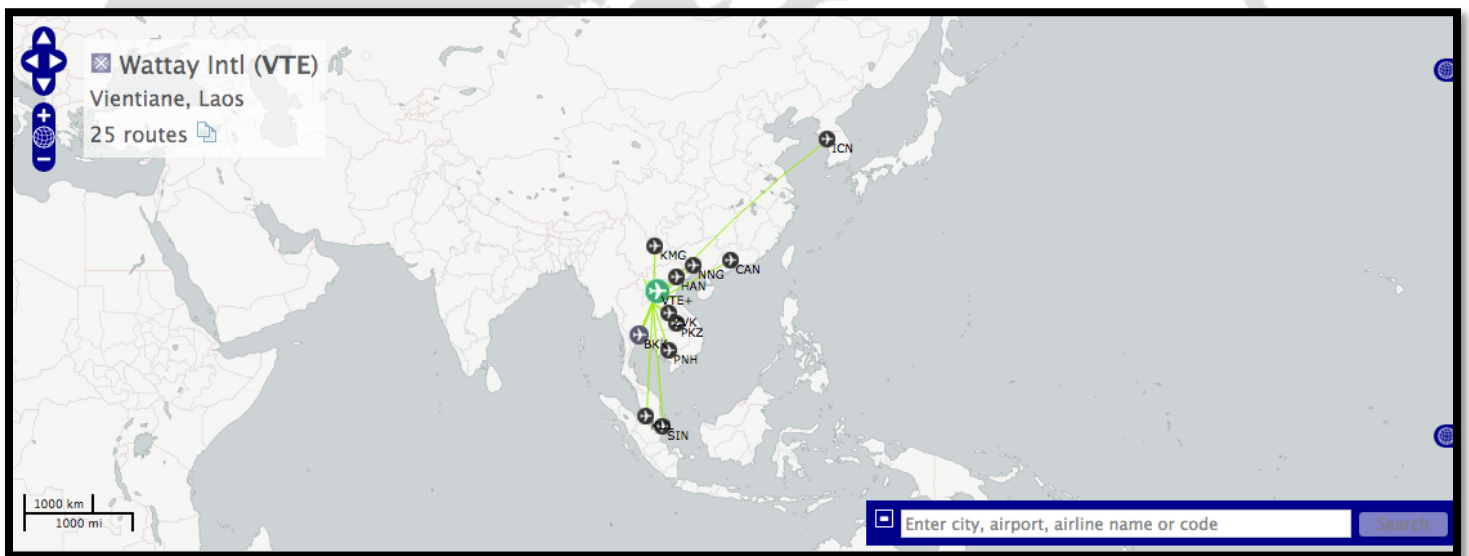 Wattay Intl (VTE)
Vientiane, Laos
25 routes
ICN
KMG
NNG
CAN
HAN
VTE+
VK
PKZ
BKK
PNH
SIN
1000 km
1000 mi
Enter city, airport, airline name or code
Search